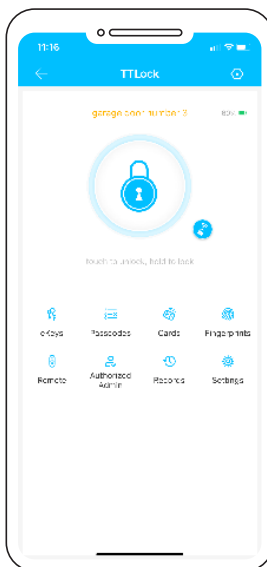 11:16
TTLock
garage door number 3
80%
touch to unlock, hold to lock
eKeys Passcodes Cards Fingerprints
Remote Authorized Admin Records Settings